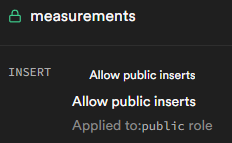 measurements
INSERT
Allow public inserts
Allow public inserts
Applied to:public role